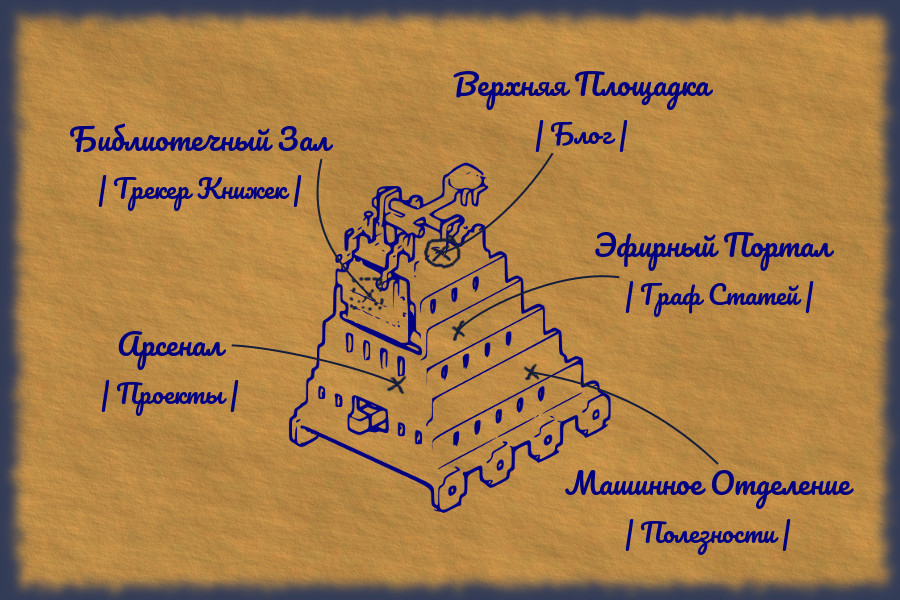 Верхняя Площадка
| Блог |
Библиотечный Зал
| Трекер Книжек |
Эфирный Портал
| Граф Статей |
Арсенал
| Проекты |
Машинное Отделение
| Полезности |